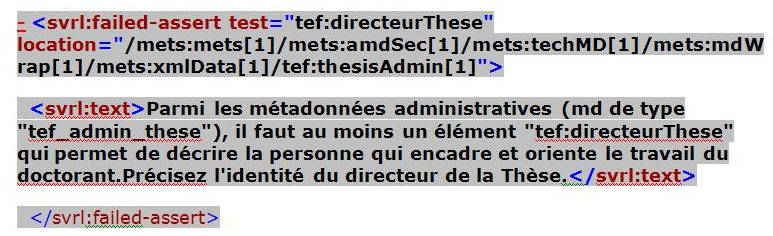 - <svrl:failed-assert test="tef:directeurThese"
location="/mets:mets[1]/mets:amdSec[1]/mets:techMD[1]/mets:mdW
rap[1]/mets:xmlData[1]/tef:thesisAdmin[1]">
<svrl:text>Parmi les métadonnées administratives (md de type
"tef_admin_these"), il faut au moins un élément "tef:directeurThese"
qui permet de décrire la personne qui encadre et oriente le travail du
doctorant.Précisez l'identité du directeur de la Thèse.</svrl:text>
</svrl:failed-assert>